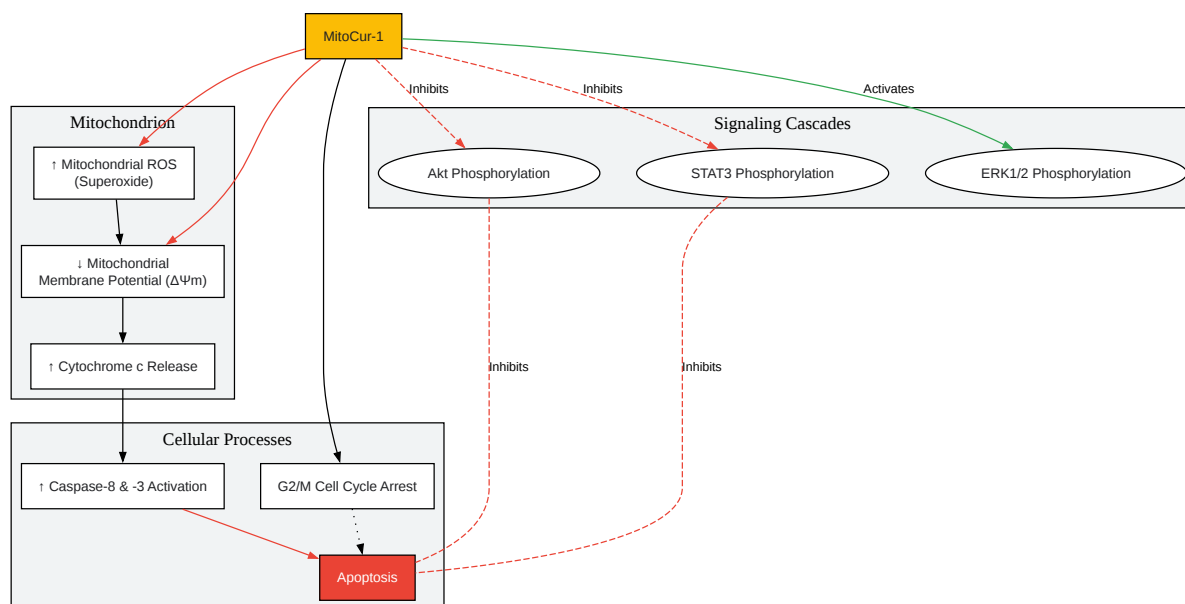 MitoCur-1
Inhibits
Inhibits
Activates
Mitochondrion
Signaling Cascades
↑ Mitochondrial ROS
(Superoxide)
Akt Phosphorylation
STAT3 Phosphorylation
ERK1/2 Phosphorylation
↓ Mitochondrial
Membrane Potential (ΔΨm)
↑ Cytochrome c Release
Inhibits
Inhibits
Cellular Processes
↑ Caspase-8 & -3 Activation
G2/M Cell Cycle Arrest
Apoptosis